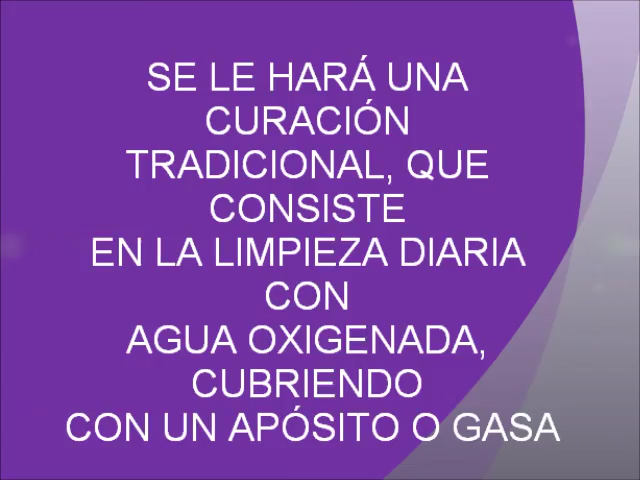 SE LE HARÁ UNA
CURACIÓN
TRADICIONAL, QUE
CONSISTE
EN LA LIMPIEZA DIARIA
CON
AGUA OXIGENADA,
CUBRIENDO
CON UN APÓSITO O GASA